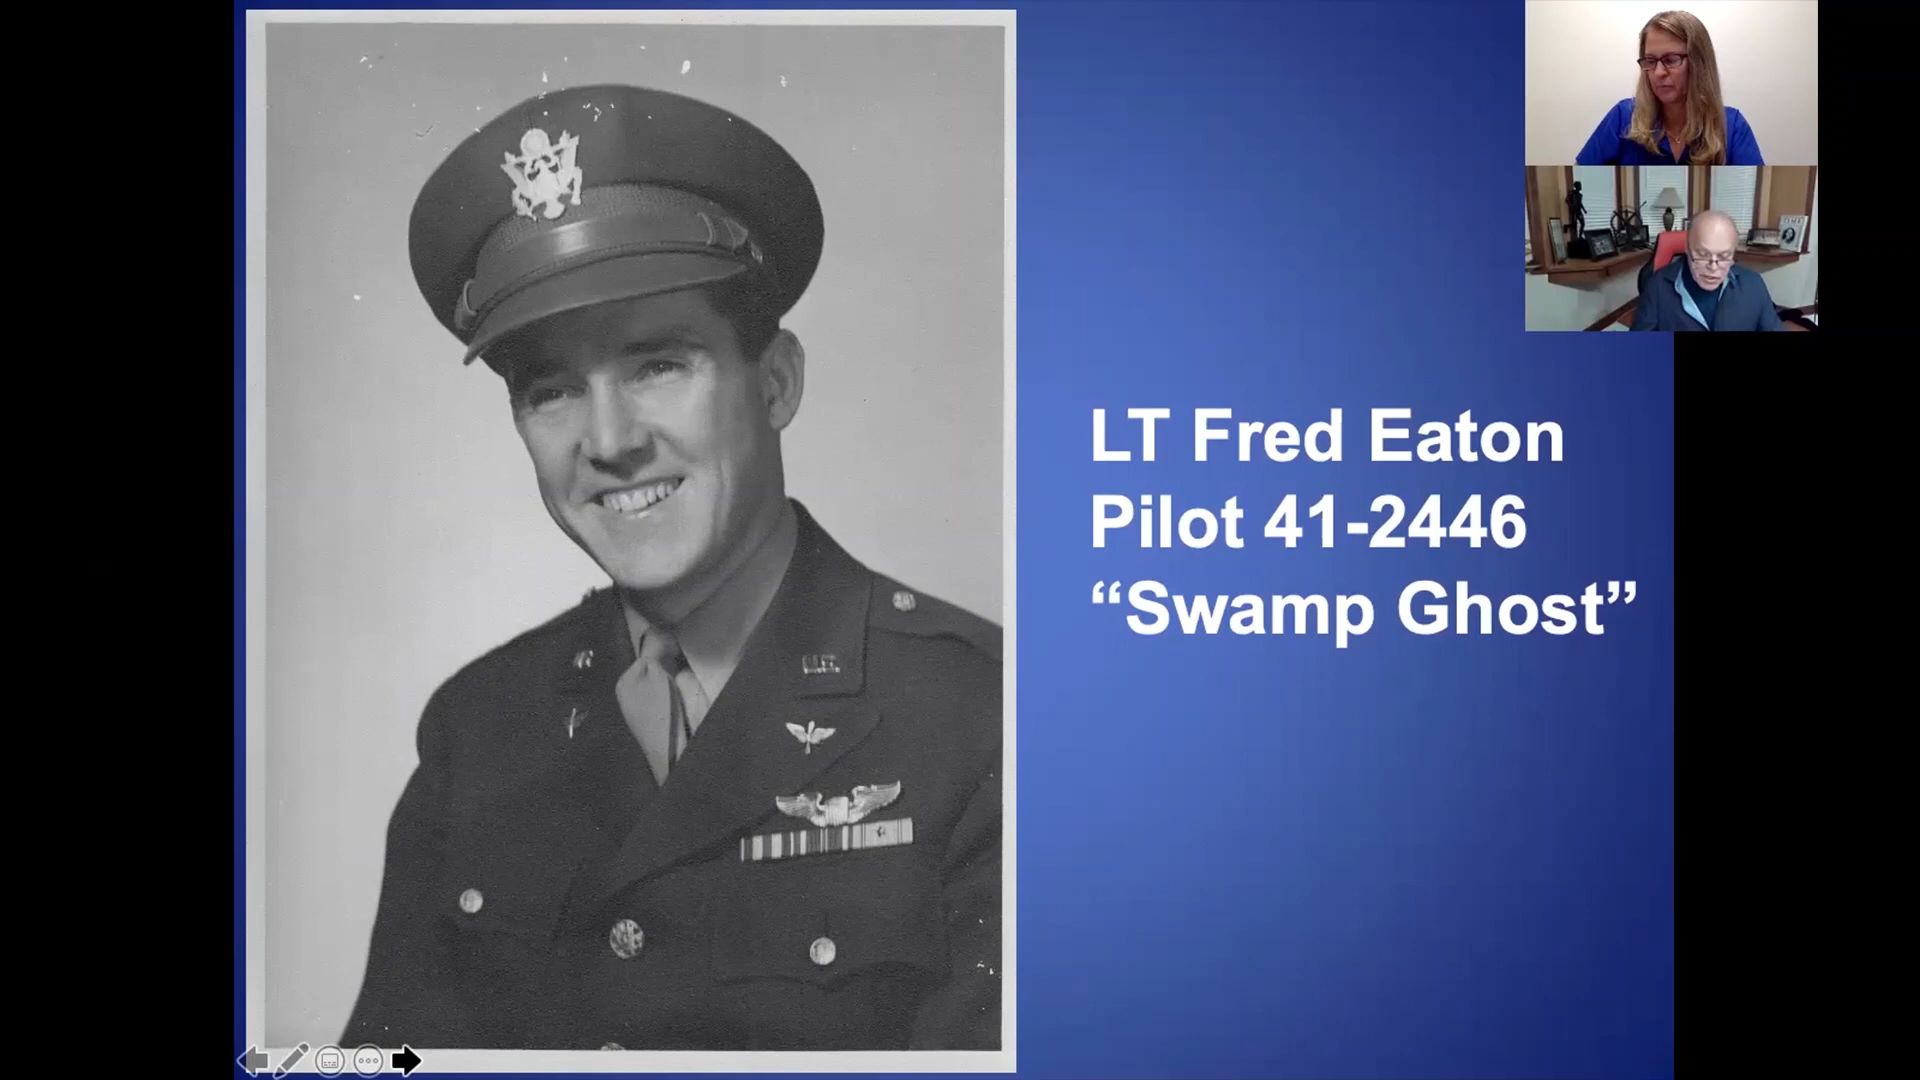 LT Fred Eaton
Pilot 41-2446
“Swamp Ghost”